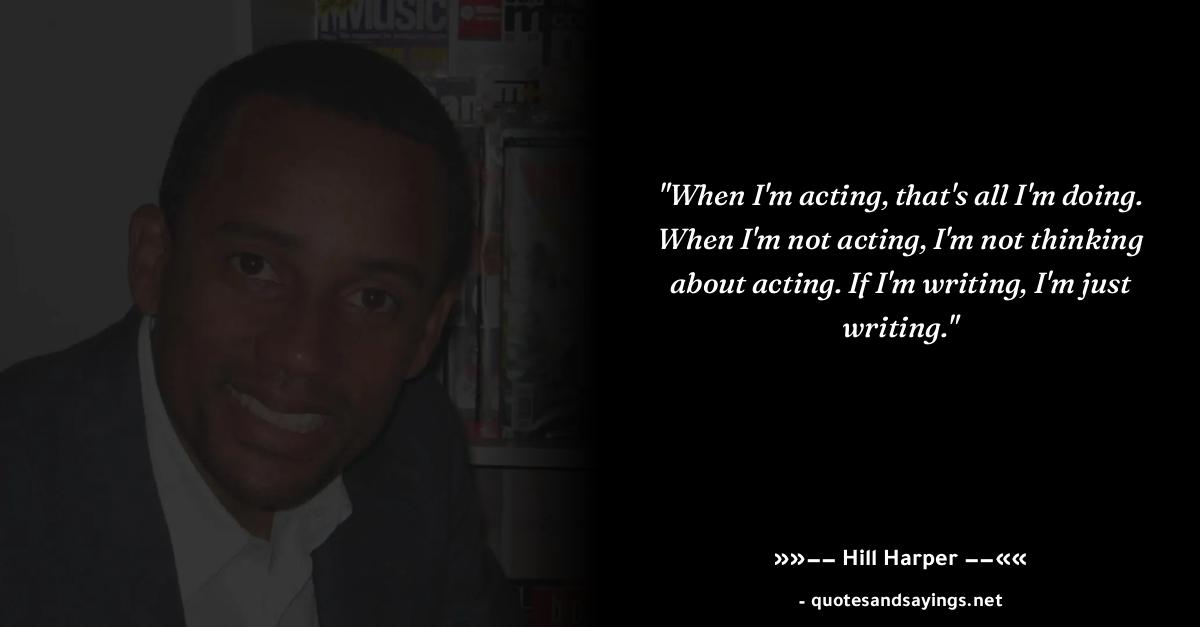 MUSIC
"When I'm acting, that's all I'm doing.
When I'm not acting, I'm not thinking
about acting. If I'm writing, I'm just
writing."
»»–– Hill Harper ––««
- quotesandsayings.net